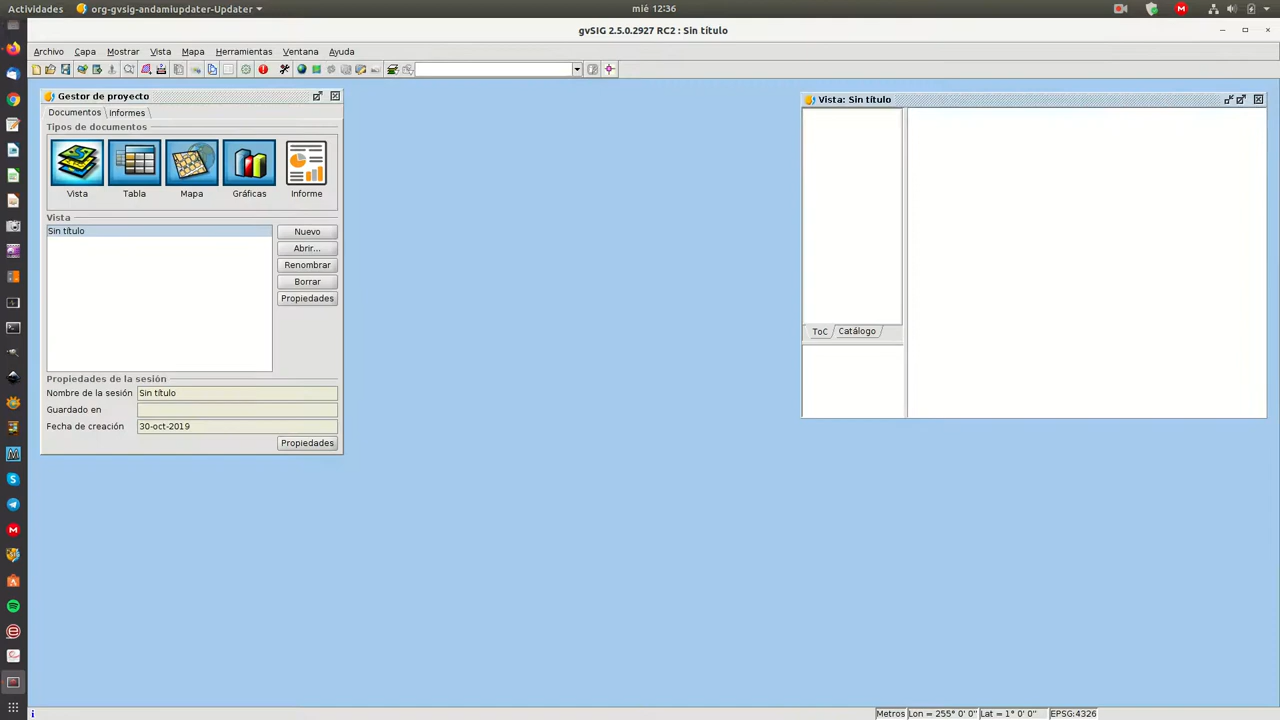 Actividades
org-gvsig-andamiupdater-Updater
mié 12:36
gvSIG 2.5.0.2927 RC2 : Sin título
Archivo Capa Mostrar Vista Mapa Herramientas Ventana Ayuda
Gestor de proyecto
Documentos Informes
Tipos de documentos
Vista Tabla Mapa Gráficas Informe
Vista
Sin título
Nuevo
Abrir...
Renombrar
Borrar
Propiedades
Propiedades de la sesión
Nombre de la sesión Sin título
Guardado en
Fecha de creación 30-oct-2019
Propiedades
Vista: Sin título
ToC Catálogo
Metros Lon = 255° 0' 0'' Lat = 1° 0' 0'' EPSG:4326